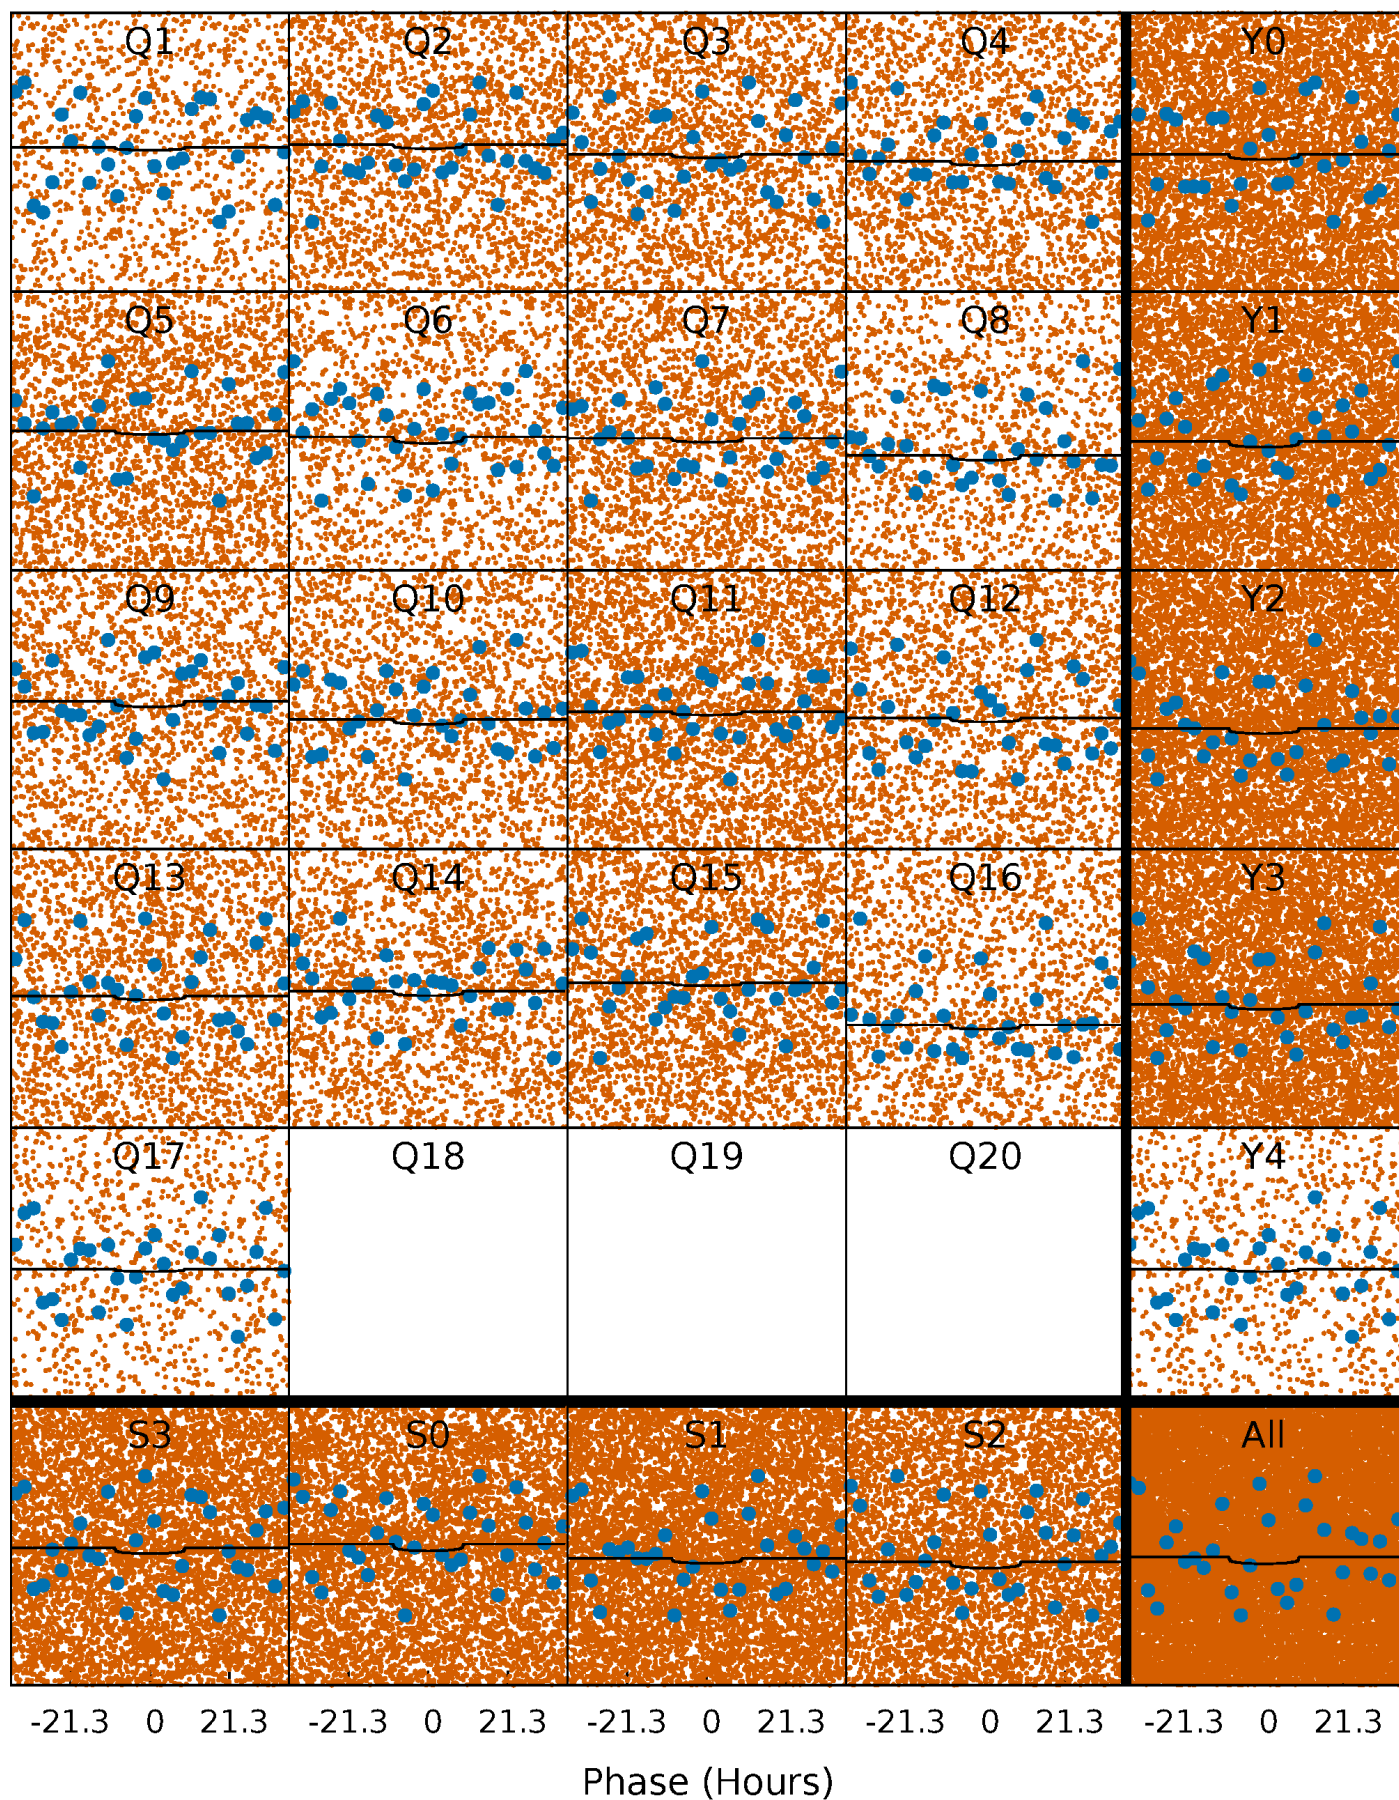 Q1 Q2 Q3 Q4 Y0
Q5 Q6 Q7 Q8 Y1
Q9 Q10 Q11 Q12 Y2
Q13 Q14 Q15 Q16 Y3
Q17 Q18 Q19 Q20 Y4
S3 S0 S1 S2 All
-21.3 0 21.3 -21.3 0 21.3 -21.3 0 21.3 -21.3 0 21.3 -21.3 0 21.3
Phase (Hours)